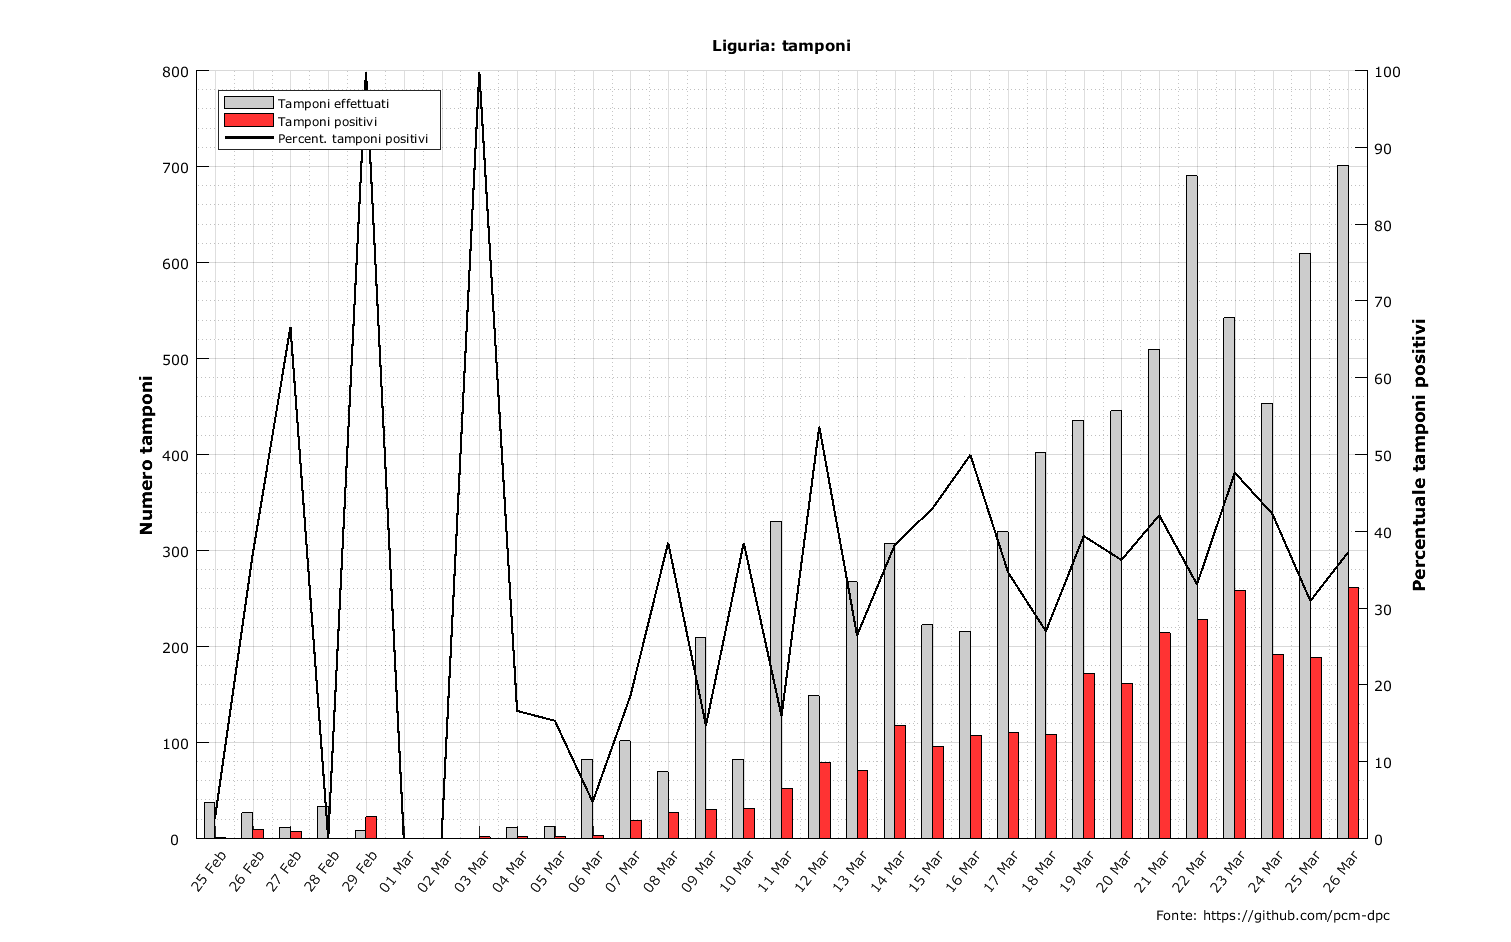 Liguria: tamponi
Tamponi effettuati
Tamponi positivi
Percent. tamponi positivi
Numero tamponi
800
700
600
500
400
300
200
100
0
Percentuale tamponi positivi
100
90
80
70
60
50
40
30
20
10
0
25 Feb
26 Feb
27 Feb
28 Feb
29 Feb
01 Mar
02 Mar
03 Mar
04 Mar
05 Mar
06 Mar
07 Mar
08 Mar
09 Mar
10 Mar
11 Mar
12 Mar
13 Mar
14 Mar
15 Mar
16 Mar
17 Mar
18 Mar
19 Mar
20 Mar
21 Mar
22 Mar
23 Mar
24 Mar
25 Mar
26 Mar
Fonte: https://github.com/pcm-dpc